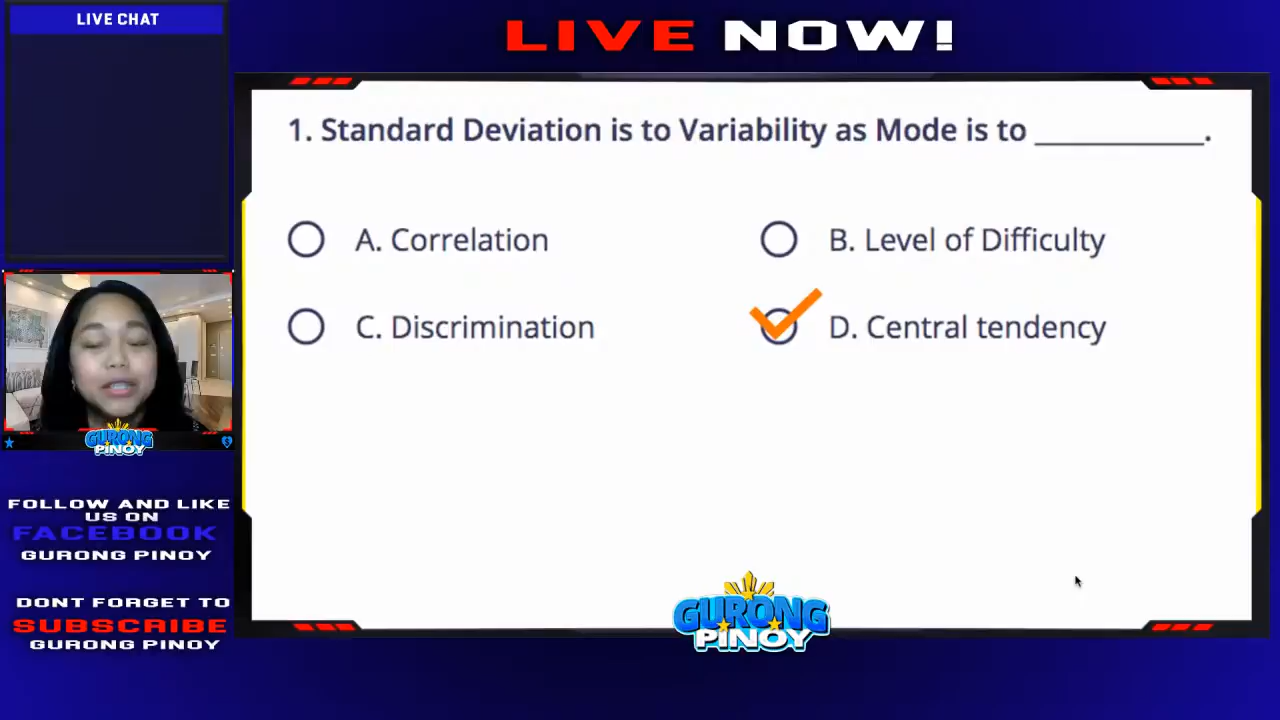 LIVE CHAT
LIVE NOW!
1. Standard Deviation is to Variability as Mode is to ___________.
A. Correlation
B. Level of Difficulty
C. Discrimination
D. Central tendency
GURONG
PINOY
FOLLOW AND LIKE
US ON
FACEBOOK
GURONG PINOY
DONT FORGET TO
SUBSCRIBE
GURONG PINOY
GURONG
PINOY